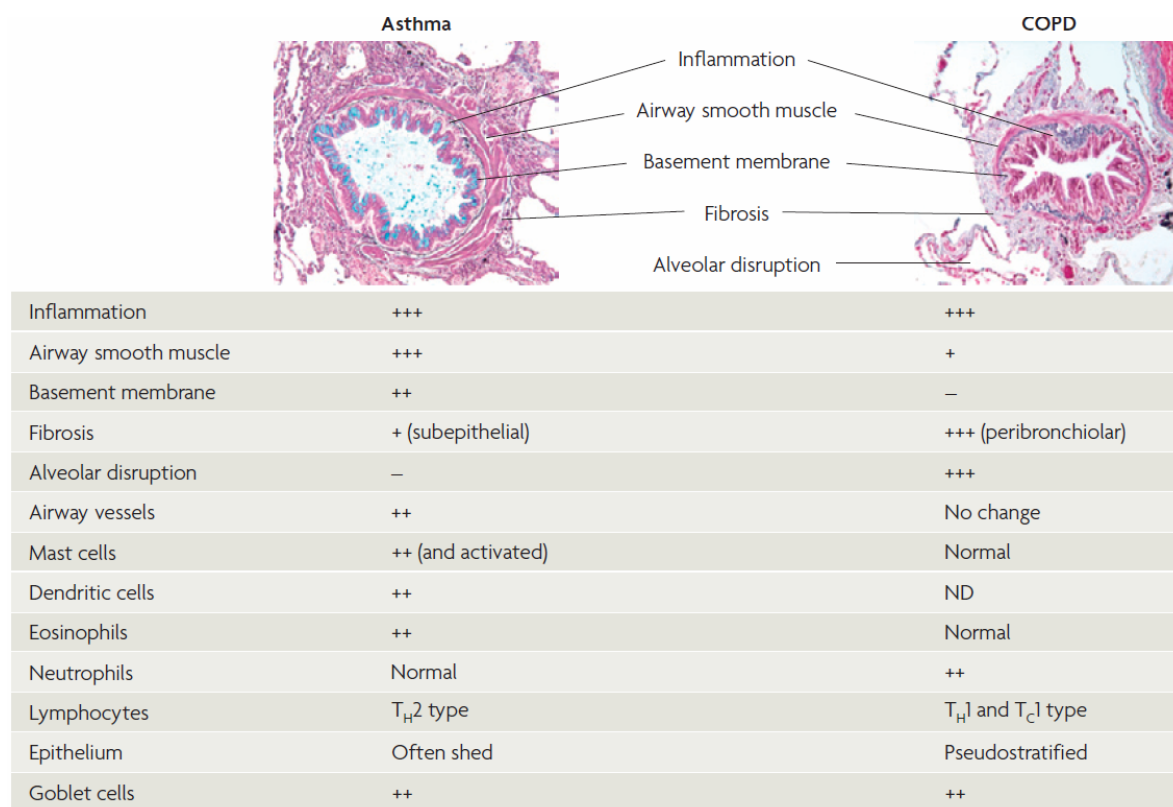 Asthma COPD
Inflammation
Airway smooth muscle
Basement membrane
Fibrosis
Alveolar disruption
Inflammation +++ +++
Airway smooth muscle +++ +
Basement membrane ++ –
Fibrosis + (subepithelial) +++ (peribronchiolar)
Alveolar disruption – +++
Airway vessels ++ No change
Mast cells ++ (and activated) Normal
Dendritic cells ++ ND
Eosinophils ++ Normal
Neutrophils Normal ++
Lymphocytes TH2 type TH1 and TC1 type
Epithelium Often shed Pseudostratified
Goblet cells ++ ++